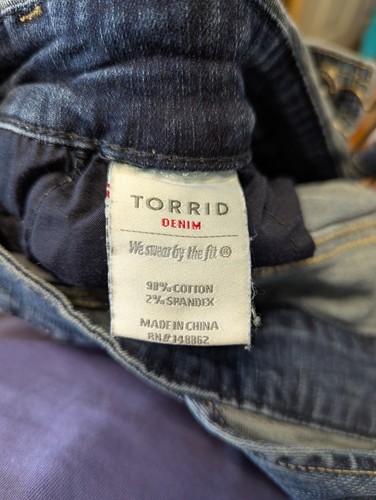 TORRID
DENIM
We swear by the fit ®
98% COTTON
2% SPANDEX
MADE IN CHINA
RN# 148862